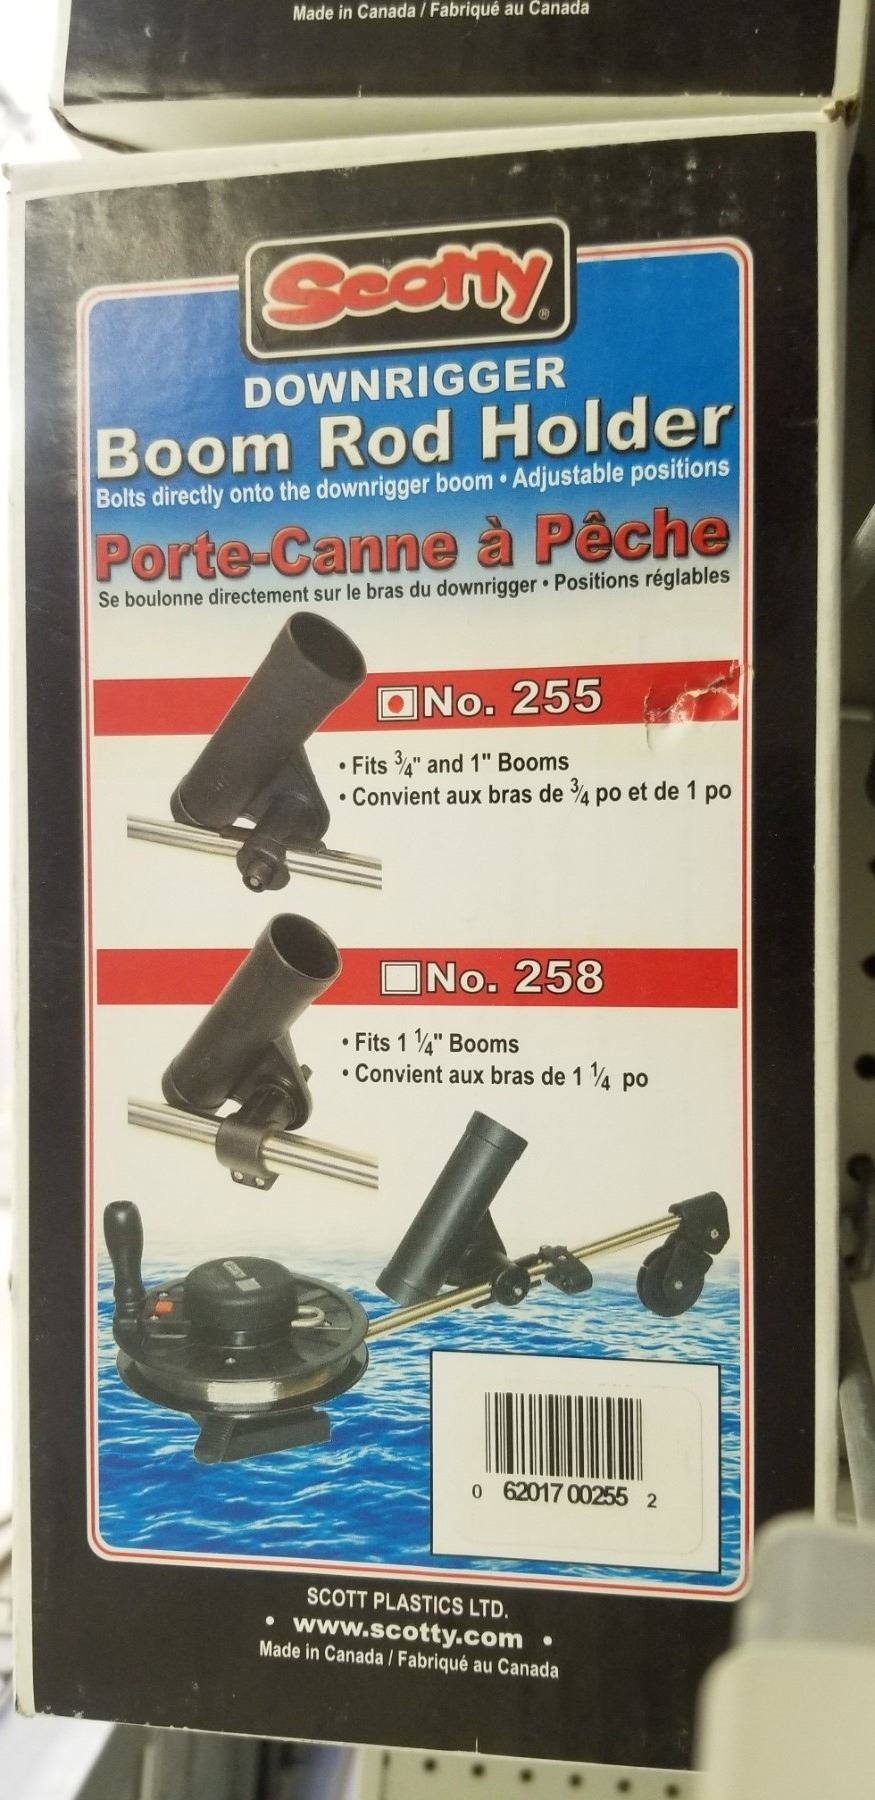 Made in Canada / Fabriqué au Canada
Scotty®
DOWNRIGGER
Boom Rod Holder
Bolts directly onto the downrigger boom • Adjustable positions
Porte-Canne à Pêche
Se boulonne directement sur le bras du downrigger • Positions réglables
No. 255
• Fits 3/4" and 1" Booms
• Convient aux bras de 3/4 po et de 1 po
No. 258
• Fits 1 1/4" Booms
• Convient aux bras de 1 1/4 po
0 62017 00255 2
SCOTT PLASTICS LTD.
• www.scotty.com •
Made in Canada / Fabriqué au Canada